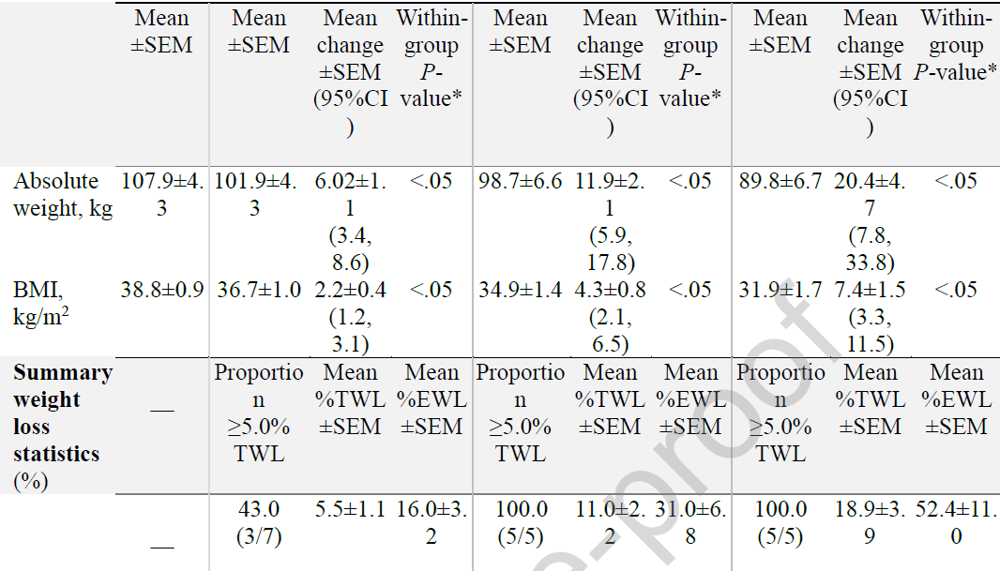 Mean ±SEM | Mean ±SEM | Mean change ±SEM (95%CI) | Within-group P-value* | Mean ±SEM | Mean change ±SEM (95%CI) | Within-group P-value* | Mean ±SEM | Mean change ±SEM (95%CI) | Within-group P-value*
Absolute weight, kg | 107.9±4.3 | 101.9±4.3 | 6.02±1.1 (3.4, 8.6) | <.05 | 98.7±6.6 | 11.9±2.1 (5.9, 17.8) | <.05 | 89.8±6.7 | 20.4±4.7 (7.8, 33.8) | <.05
BMI, kg/m² | 38.8±0.9 | 36.7±1.0 | 2.2±0.4 (1.2, 3.1) | <.05 | 34.9±1.4 | 4.3±0.8 (2.1, 6.5) | <.05 | 31.9±1.7 | 7.4±1.5 (3.3, 11.5) | <.05
Summary weight loss statistics (%) | __ | Proportion ≥5.0% TWL | Mean %TWL ±SEM | Mean %EWL ±SEM | Proportion ≥5.0% TWL | Mean %TWL ±SEM | Mean %EWL ±SEM | Proportion ≥5.0% TWL | Mean %TWL ±SEM | Mean %EWL ±SEM
__ | 43.0 (3/7) | 5.5±1.1 | 16.0±3.2 | 100.0 (5/5) | 11.0±2.2 | 31.0±6.8 | 100.0 (5/5) | 18.9±3.9 | 52.4±11.0
e-proof